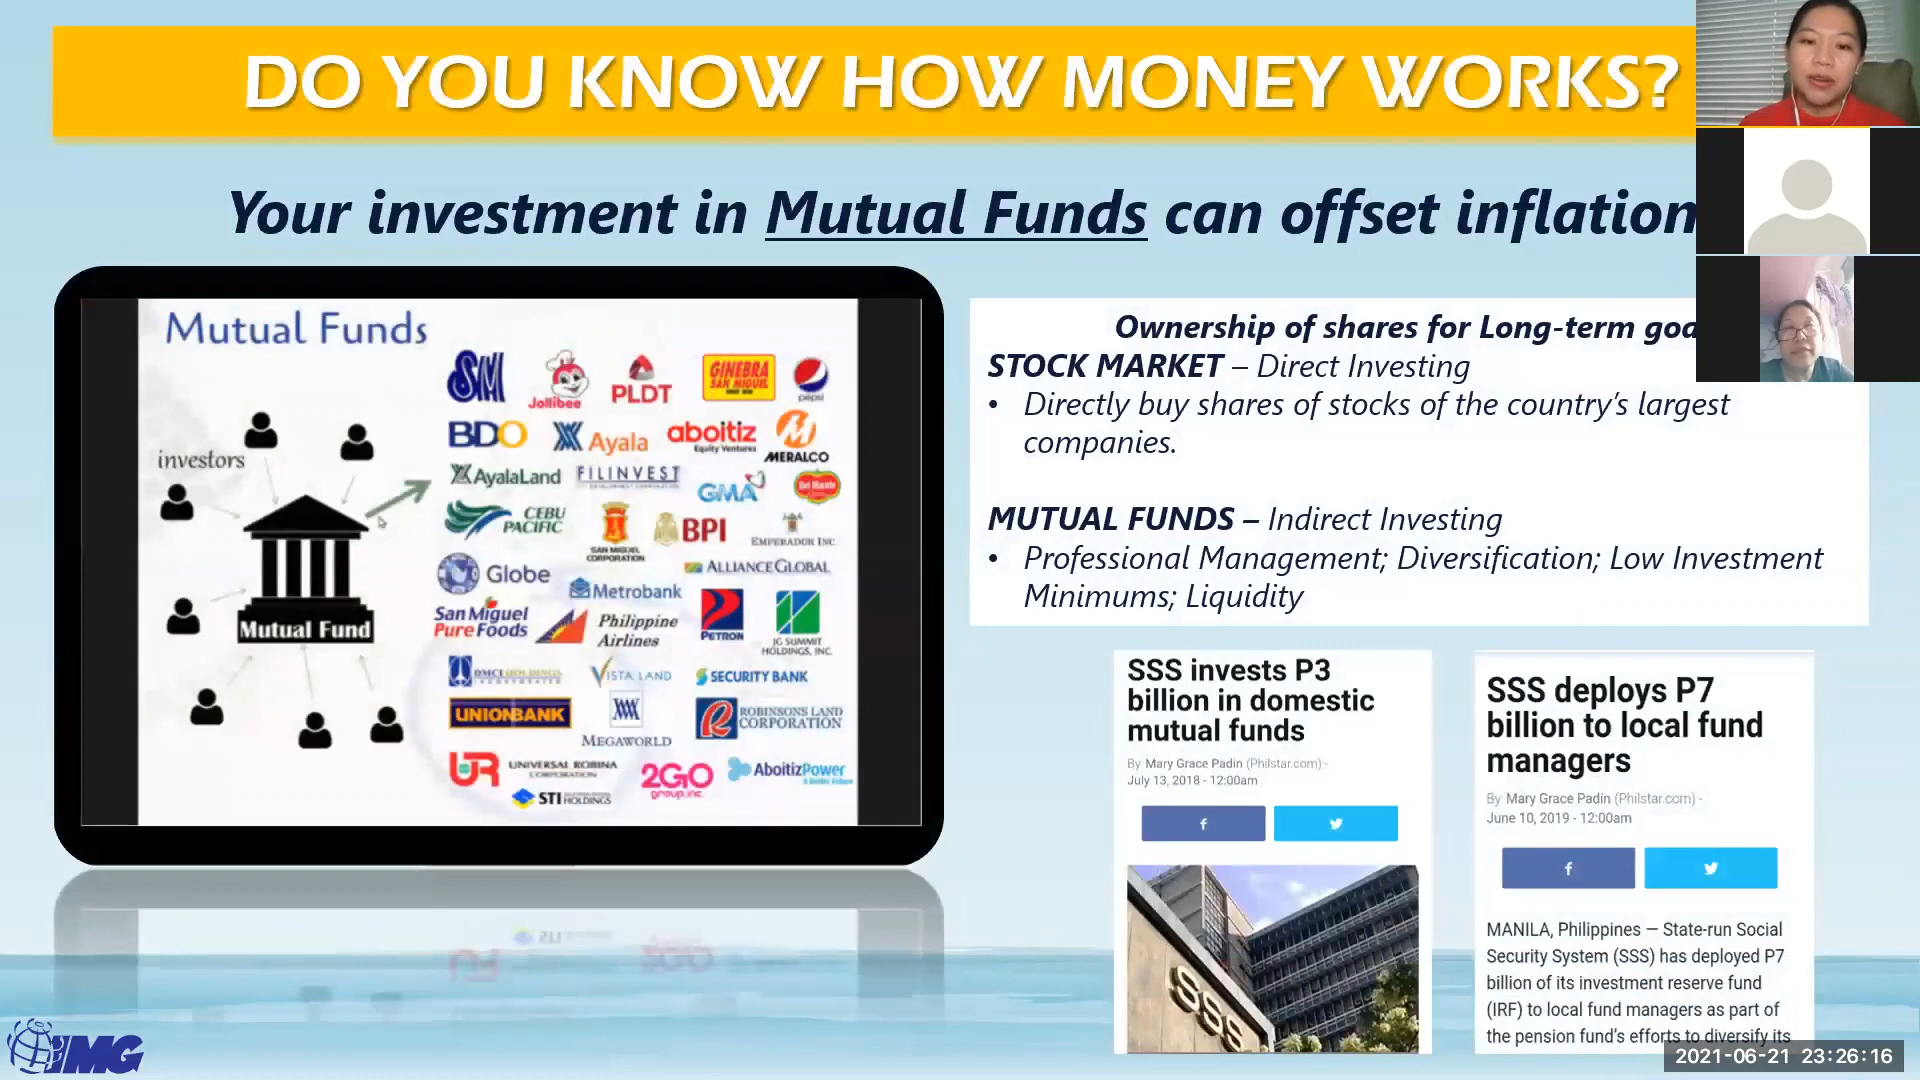 DO YOU KNOW HOW MONEY WORKS?
Your investment in Mutual Funds can offset inflation
Mutual Funds
investors
Mutual Fund
SM
Jollibee
PLDT
GINEBRA
SAN MIGUEL
pepsi
BDO
Ayala
aboitiz
Equity Ventures
MERALCO
AyalaLand
FILINVEST
GMA
Del Monte
CEBU
PACIFIC
SAN MIGUEL
CORPORATION
BPI
EMPERADOR INC.
Globe
Metrobank
ALLIANCE GLOBAL
San Miguel
PureFoods
Philippine
Airlines
PETRON
JG SUMMIT
HOLDINGS, INC.
DMCI HOLDINGS
VISTA LAND
SECURITY BANK
UNIONBANK
MEGAWORLD
ROBINSONS LAND
CORPORATION
UNIVERSAL ROBINA
CORPORATION
2GO
group.inc.
AboitizPower
STI HOLDINGS
Ownership of shares for Long-term goa
STOCK MARKET – Direct Investing
• Directly buy shares of stocks of the country's largest
companies.
MUTUAL FUNDS – Indirect Investing
• Professional Management; Diversification; Low Investment
Minimums; Liquidity
SSS invests P3
billion in domestic
mutual funds
By Mary Grace Padin (Philstar.com) -
July 13, 2018 - 12:00am
SSS
SSS deploys P7
billion to local fund
managers
By Mary Grace Padin (Philstar.com) -
June 10, 2019 - 12:00am
MANILA, Philippines — State-run Social
Security System (SSS) has deployed P7
billion of its investment reserve fund
(IRF) to local fund managers as part of
the pension fund's efforts to diversify its
IMG
2021-06-21 23:26:16